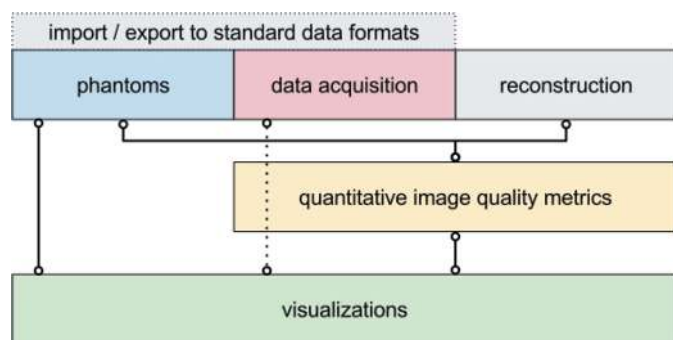 import / export to standard data formats
phantoms
data acquisition
reconstruction
quantitative image quality metrics
visualizations